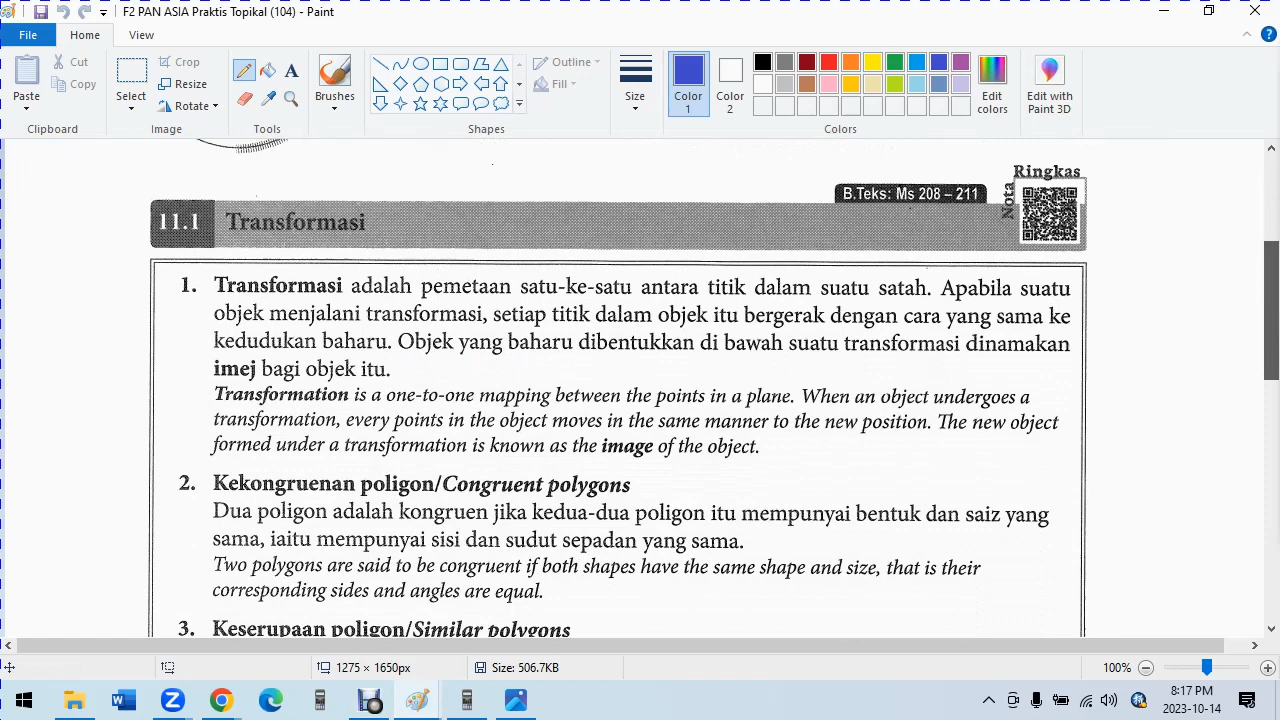 F2 PAN ASIA Praktis Topikal (104) - Paint
File Home View
Paste
Cut
Copy
Clipboard
Select
Crop
Resize
Rotate
Image
Tools
Brushes
Shapes
Outline
Fill
Size
Color 1
Color 2
Colors
Edit colors
Edit with Paint 3D
Nota Ringkas
B.Teks: Ms 208 – 211
11.1 Transformasi
1. Transformasi adalah pemetaan satu-ke-satu antara titik dalam suatu satah. Apabila suatu
objek menjalani transformasi, setiap titik dalam objek itu bergerak dengan cara yang sama ke
kedudukan baharu. Objek yang baharu dibentukkan di bawah suatu transformasi dinamakan
imej bagi objek itu.
Transformation is a one-to-one mapping between the points in a plane. When an object undergoes a
transformation, every points in the object moves in the same manner to the new position. The new object
formed under a transformation is known as the image of the object.
2. Kekongruenan poligon/Congruent polygons
Dua poligon adalah kongruen jika kedua-dua poligon itu mempunyai bentuk dan saiz yang
sama, iaitu mempunyai sisi dan sudut sepadan yang sama.
Two polygons are said to be congruent if both shapes have the same shape and size, that is their
corresponding sides and angles are equal.
3. Keserupaan poligon/Similar polygons
1275 × 1650px
Size: 506.7KB
100%
8:17 PM
2023-10-14